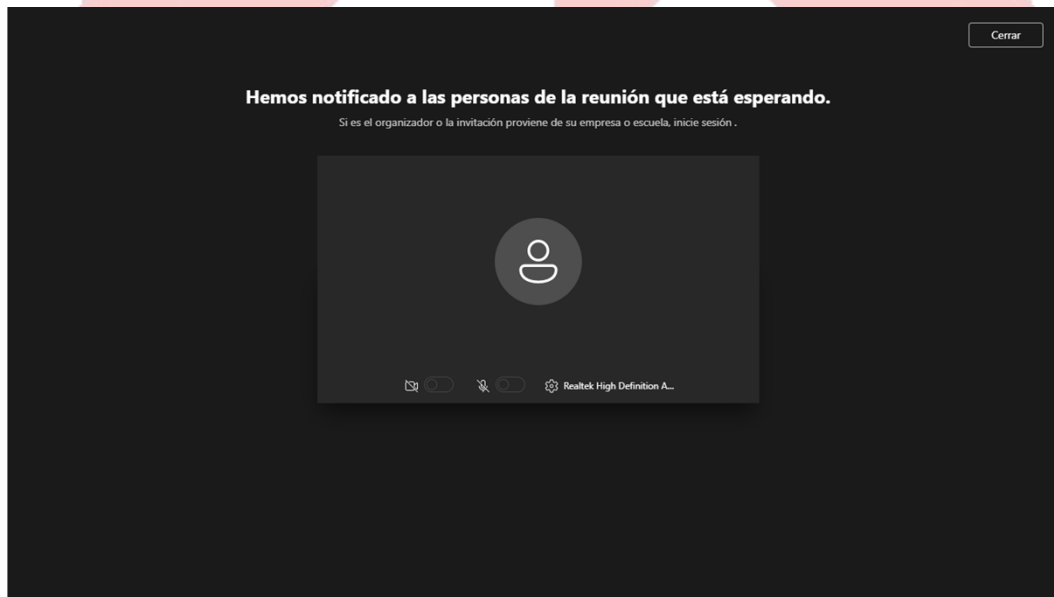 Cerrar
Hemos notificado a las personas de la reunión que está esperando.
Si es el organizador o la invitación proviene de su empresa o escuela, inicie sesión .
Realtek High Definition A...